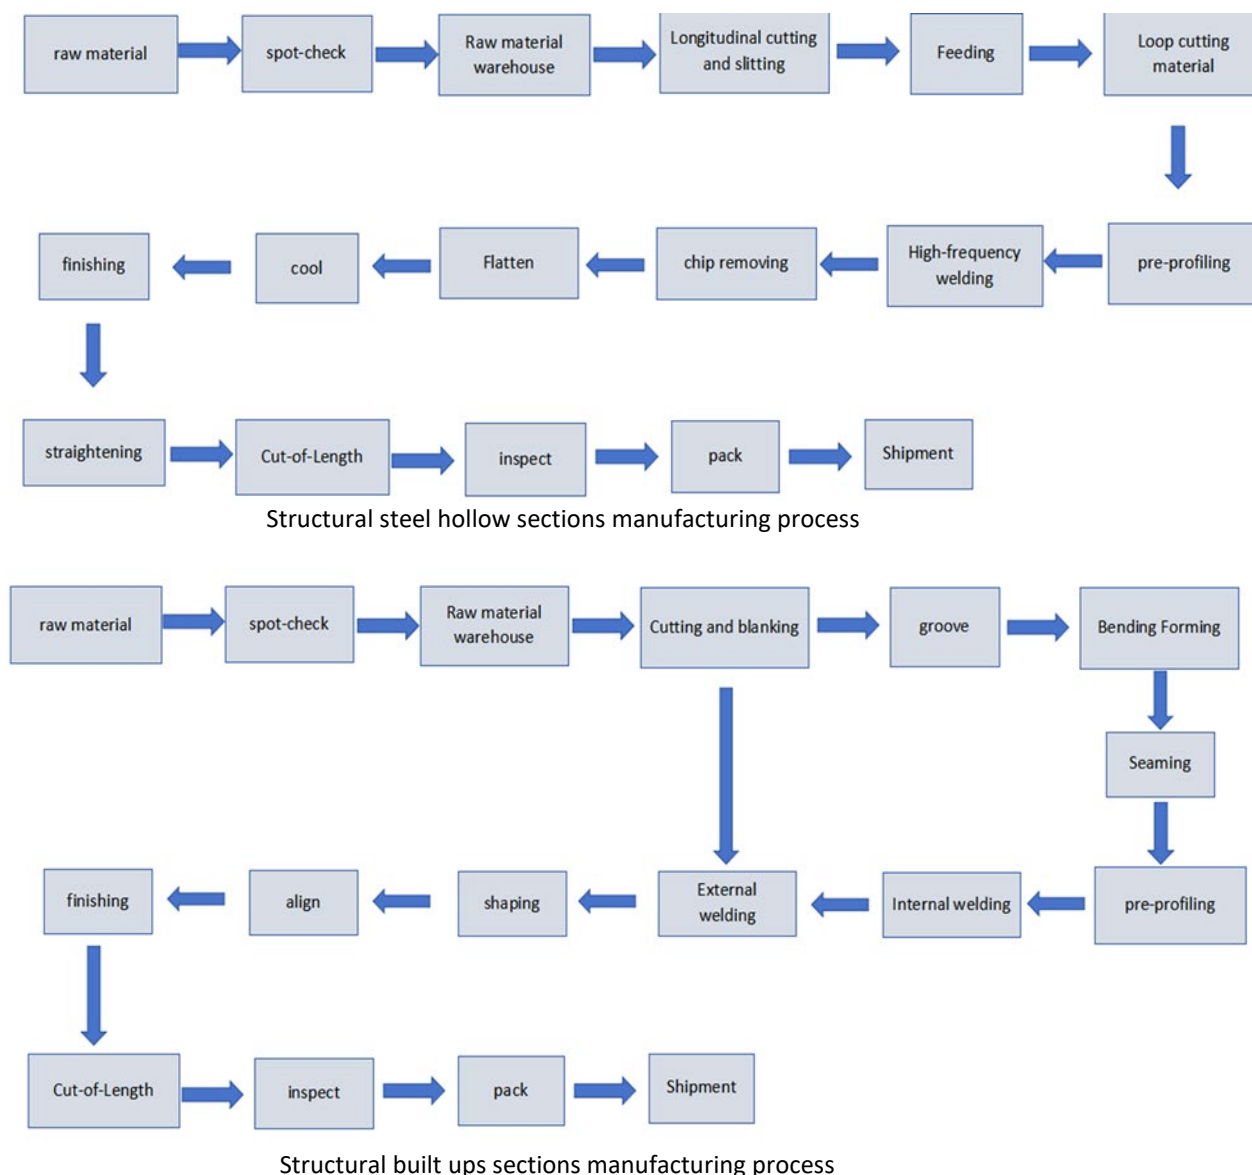 raw material
spot-check
Raw material
warehouse
Longitudinal cutting
and slitting
Feeding
Loop cutting
material
pre-profiling
High-frequency
welding
chip removing
Flatten
cool
finishing
straightening
Cut-of-Length
inspect
pack
Shipment
Structural steel hollow sections manufacturing process
raw material
spot-check
Raw material
warehouse
Cutting and blanking
groove
Bending Forming
Seaming
pre-profiling
Internal welding
External
welding
shaping
align
finishing
Cut-of-Length
inspect
pack
Shipment
Structural built ups sections manufacturing process